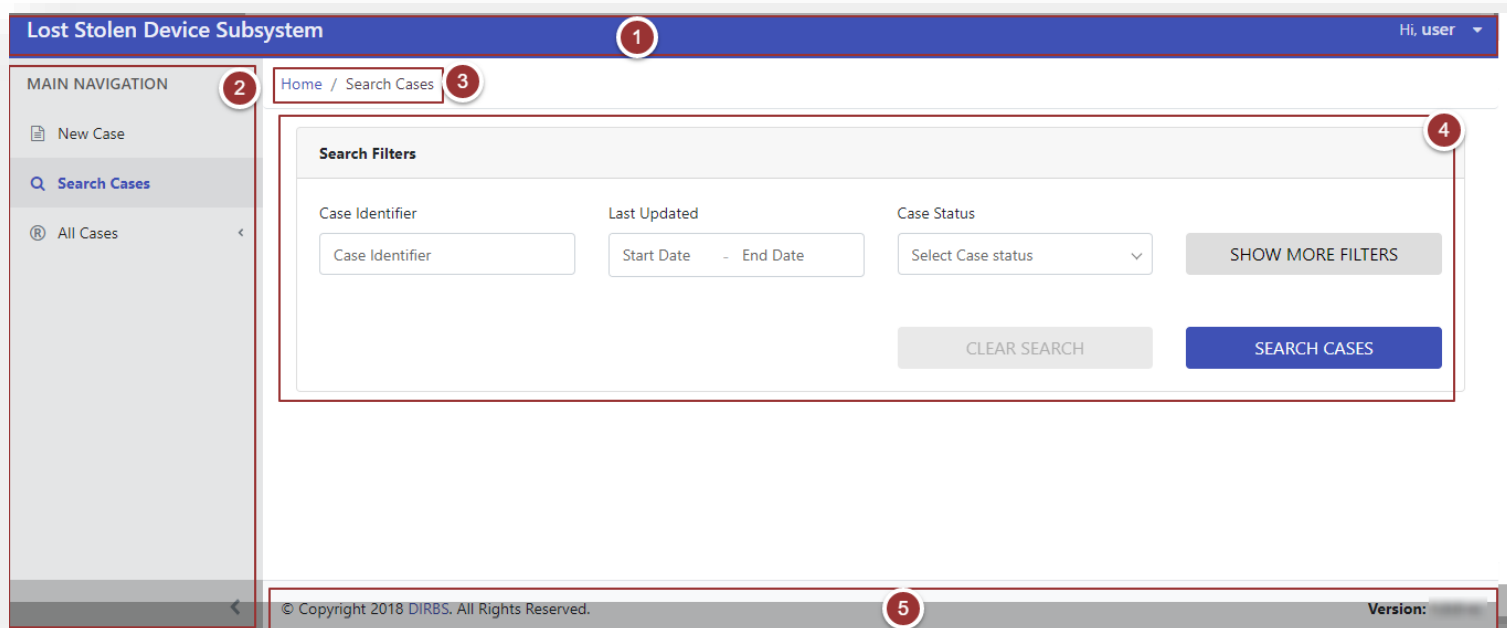 Lost Stolen Device Subsystem
1
Hi, user
MAIN NAVIGATION
2
New Case
Search Cases
All Cases
Home / Search Cases
3
4
Search Filters
Case Identifier
Last Updated
Case Status
Case Identifier
Start Date - End Date
Select Case status
SHOW MORE FILTERS
CLEAR SEARCH
SEARCH CASES
© Copyright 2018 DIRBS. All Rights Reserved.
5
Version: